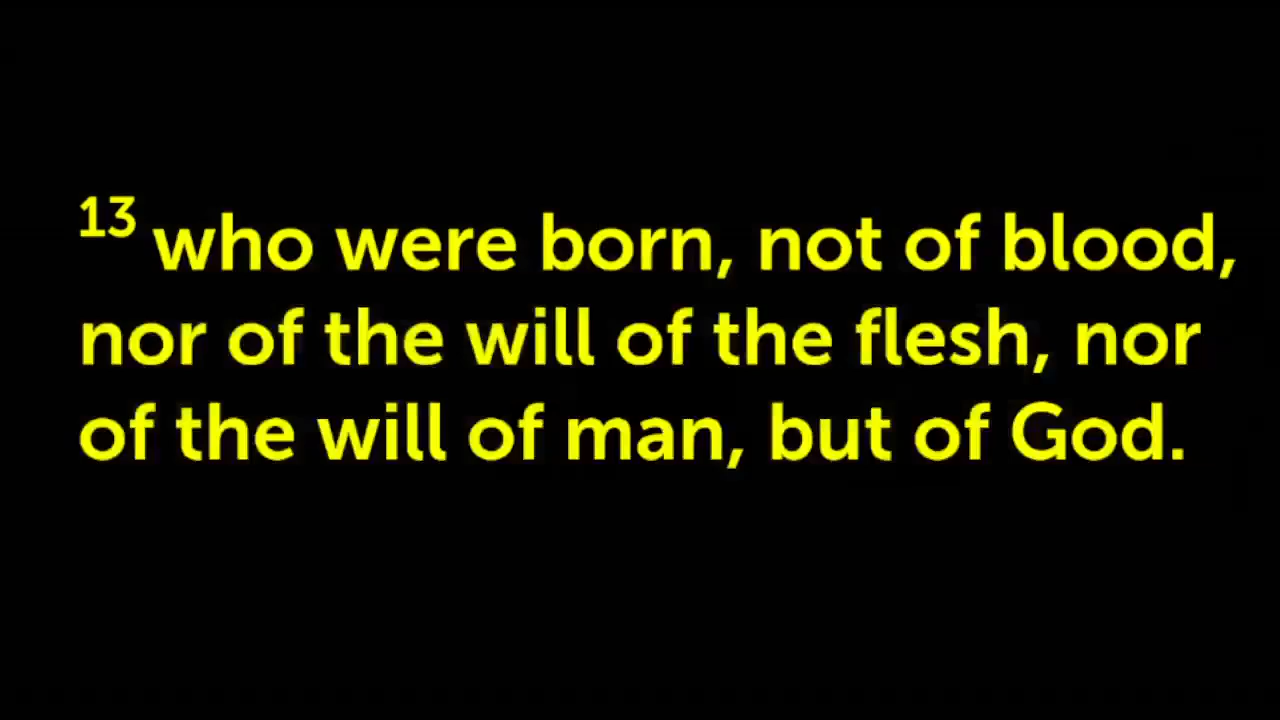 13 who were born, not of blood,
nor of the will of the flesh, nor
of the will of man, but of God.